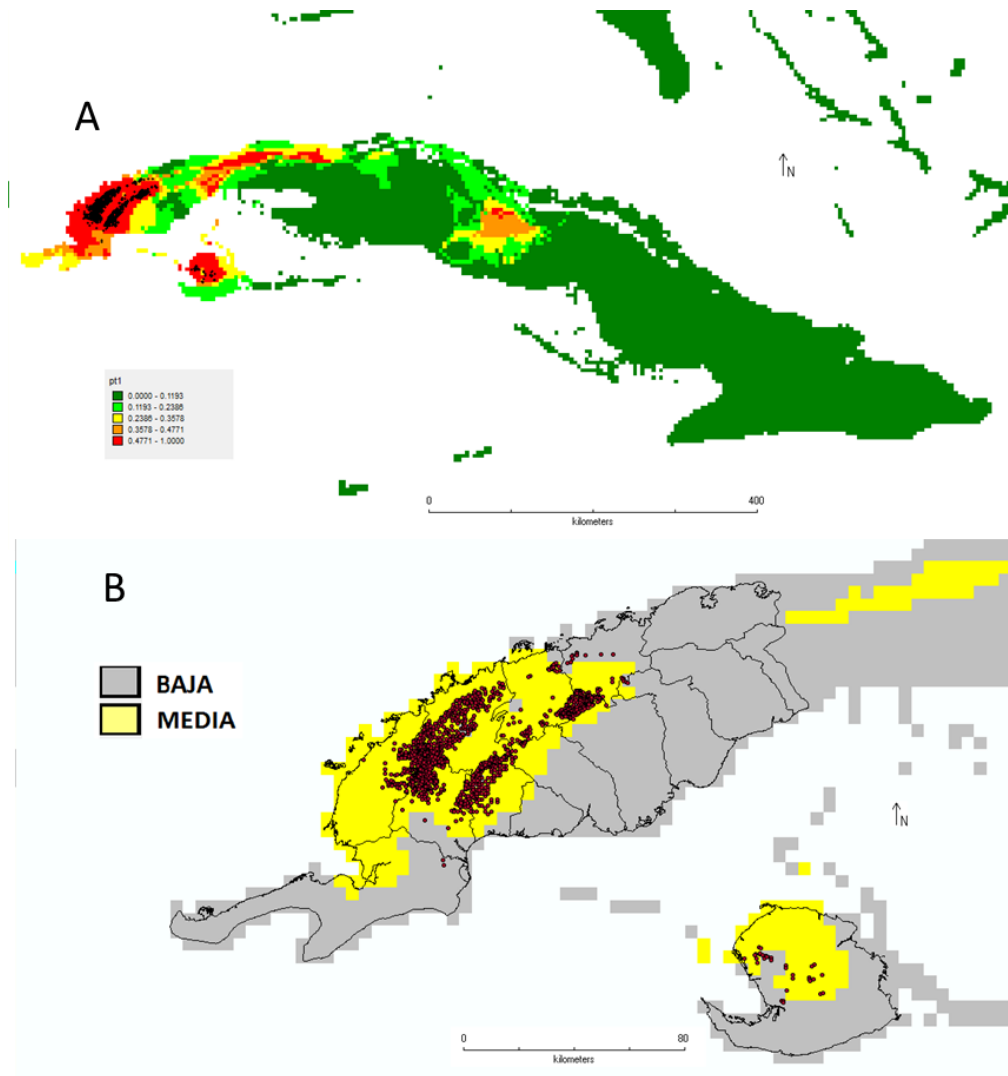 A
↑N
pt1
0.0000 - 0.1193
0.1193 - 0.2386
0.2386 - 0.3578
0.3578 - 0.4771
0.4771 - 1.0000
0 400
kilometers
B
BAJA
MEDIA
↑N
0 80
kilometers